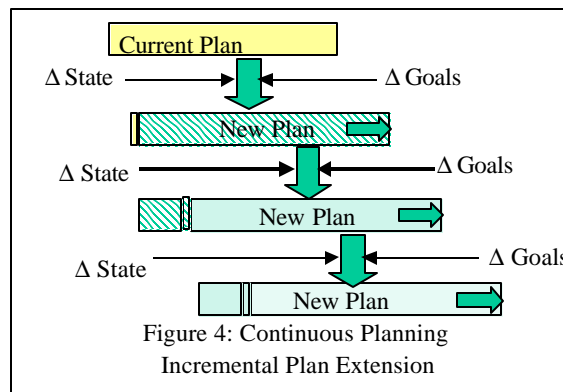 Current Plan
Δ State
Δ Goals
New Plan
Δ State
Δ Goals
New Plan
Δ State
Δ Goals
New Plan
Figure 4: Continuous Planning
Incremental Plan Extension